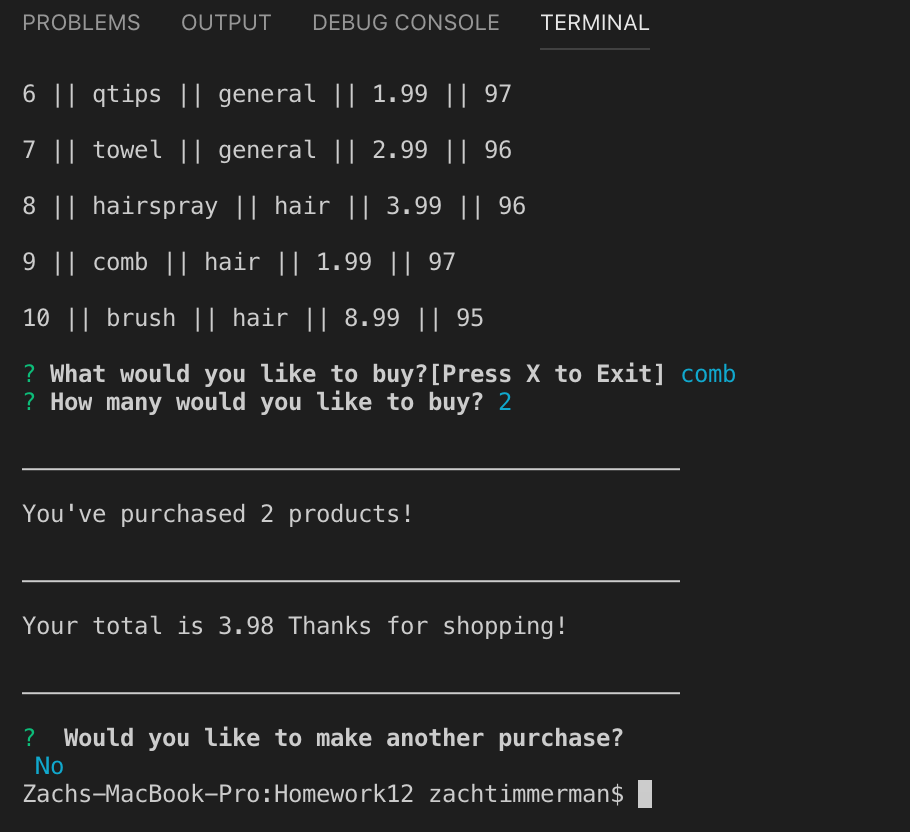 PROBLEMS OUTPUT DEBUG CONSOLE TERMINAL
6 || qtips || general || 1.99 || 97
7 || towel || general || 2.99 || 96
8 || hairspray || hair || 3.99 || 96
9 || comb || hair || 1.99 || 97
10 || brush || hair || 8.99 || 95
? What would you like to buy?[Press X to Exit] comb
? How many would you like to buy? 2
You've purchased 2 products!
Your total is 3.98 Thanks for shopping!
?  Would you like to make another purchase?
No
Zachs-MacBook-Pro:Homework12 zachtimmerman$